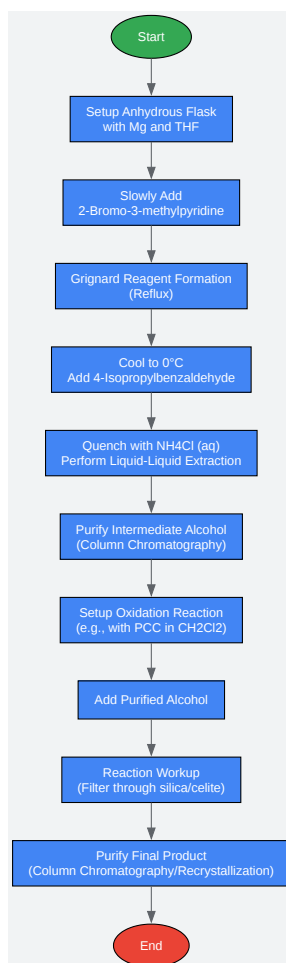 Start
Setup Anhydrous Flask
with Mg and THF
Slowly Add
2-Bromo-3-methylpyridine
Grignard Reagent Formation
(Reflux)
Cool to 0°C
Add 4-Isopropylbenzaldehyde
Quench with NH4Cl (aq)
Perform Liquid-Liquid Extraction
Purify Intermediate Alcohol
(Column Chromatography)
Setup Oxidation Reaction
(e.g., with PCC in CH2Cl2)
Add Purified Alcohol
Reaction Workup
(Filter through silica/celite)
Purify Final Product
(Column Chromatography/Recrystallization)
End